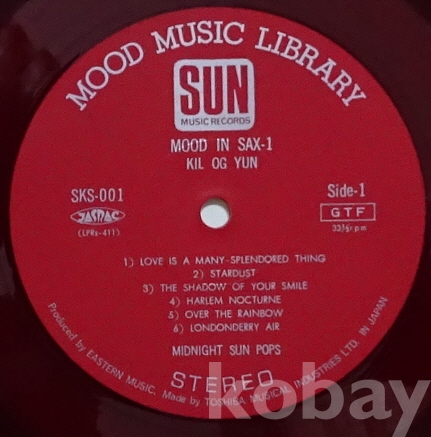 MOOD MUSIC LIBRARY
SUN
MUSIC RECORDS
MOOD IN SAX-1
KIL OG YUN
SKS-001
Side-1
JASRAC
GTF
(LPRs-411)
33⅓r.p.m
1) LOVE IS A MANY-SPLENDORED THING
2) STARDUST
3) THE SHADOW OF YOUR SMILE
4) HARLEM NOCTURNE
5) OVER THE RAINBOW
6) LONDONDERRY AIR
MIDNIGHT SUN POPS
STEREO
Produced by EASTERN MUSIC. Made by TOSHIBA MUSICAL INDUSTRIES LTD. IN JAPAN
kobay